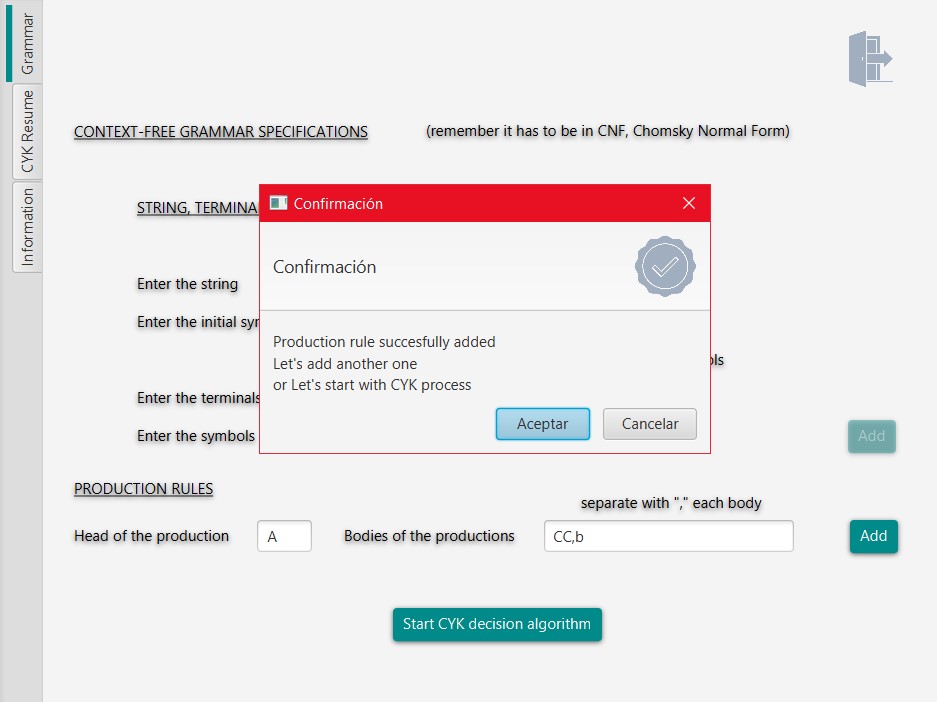 Grammar
CYK Resume
Information
CONTEXT-FREE GRAMMAR SPECIFICATIONS (remember it has to be in CNF, Chomsky Normal Form)
STRING, TERMINA
Confirmación
Confirmación
Enter the string
Enter the initial syr
Production rule succesfully added
Let's add another one
or Let's start with CYK process
ols
Enter the terminals
Enter the symbols
Aceptar Cancelar
Add
PRODUCTION RULES
separate with "," each body
Head of the production A Bodies of the productions CC,b Add
Start CYK decision algorithm